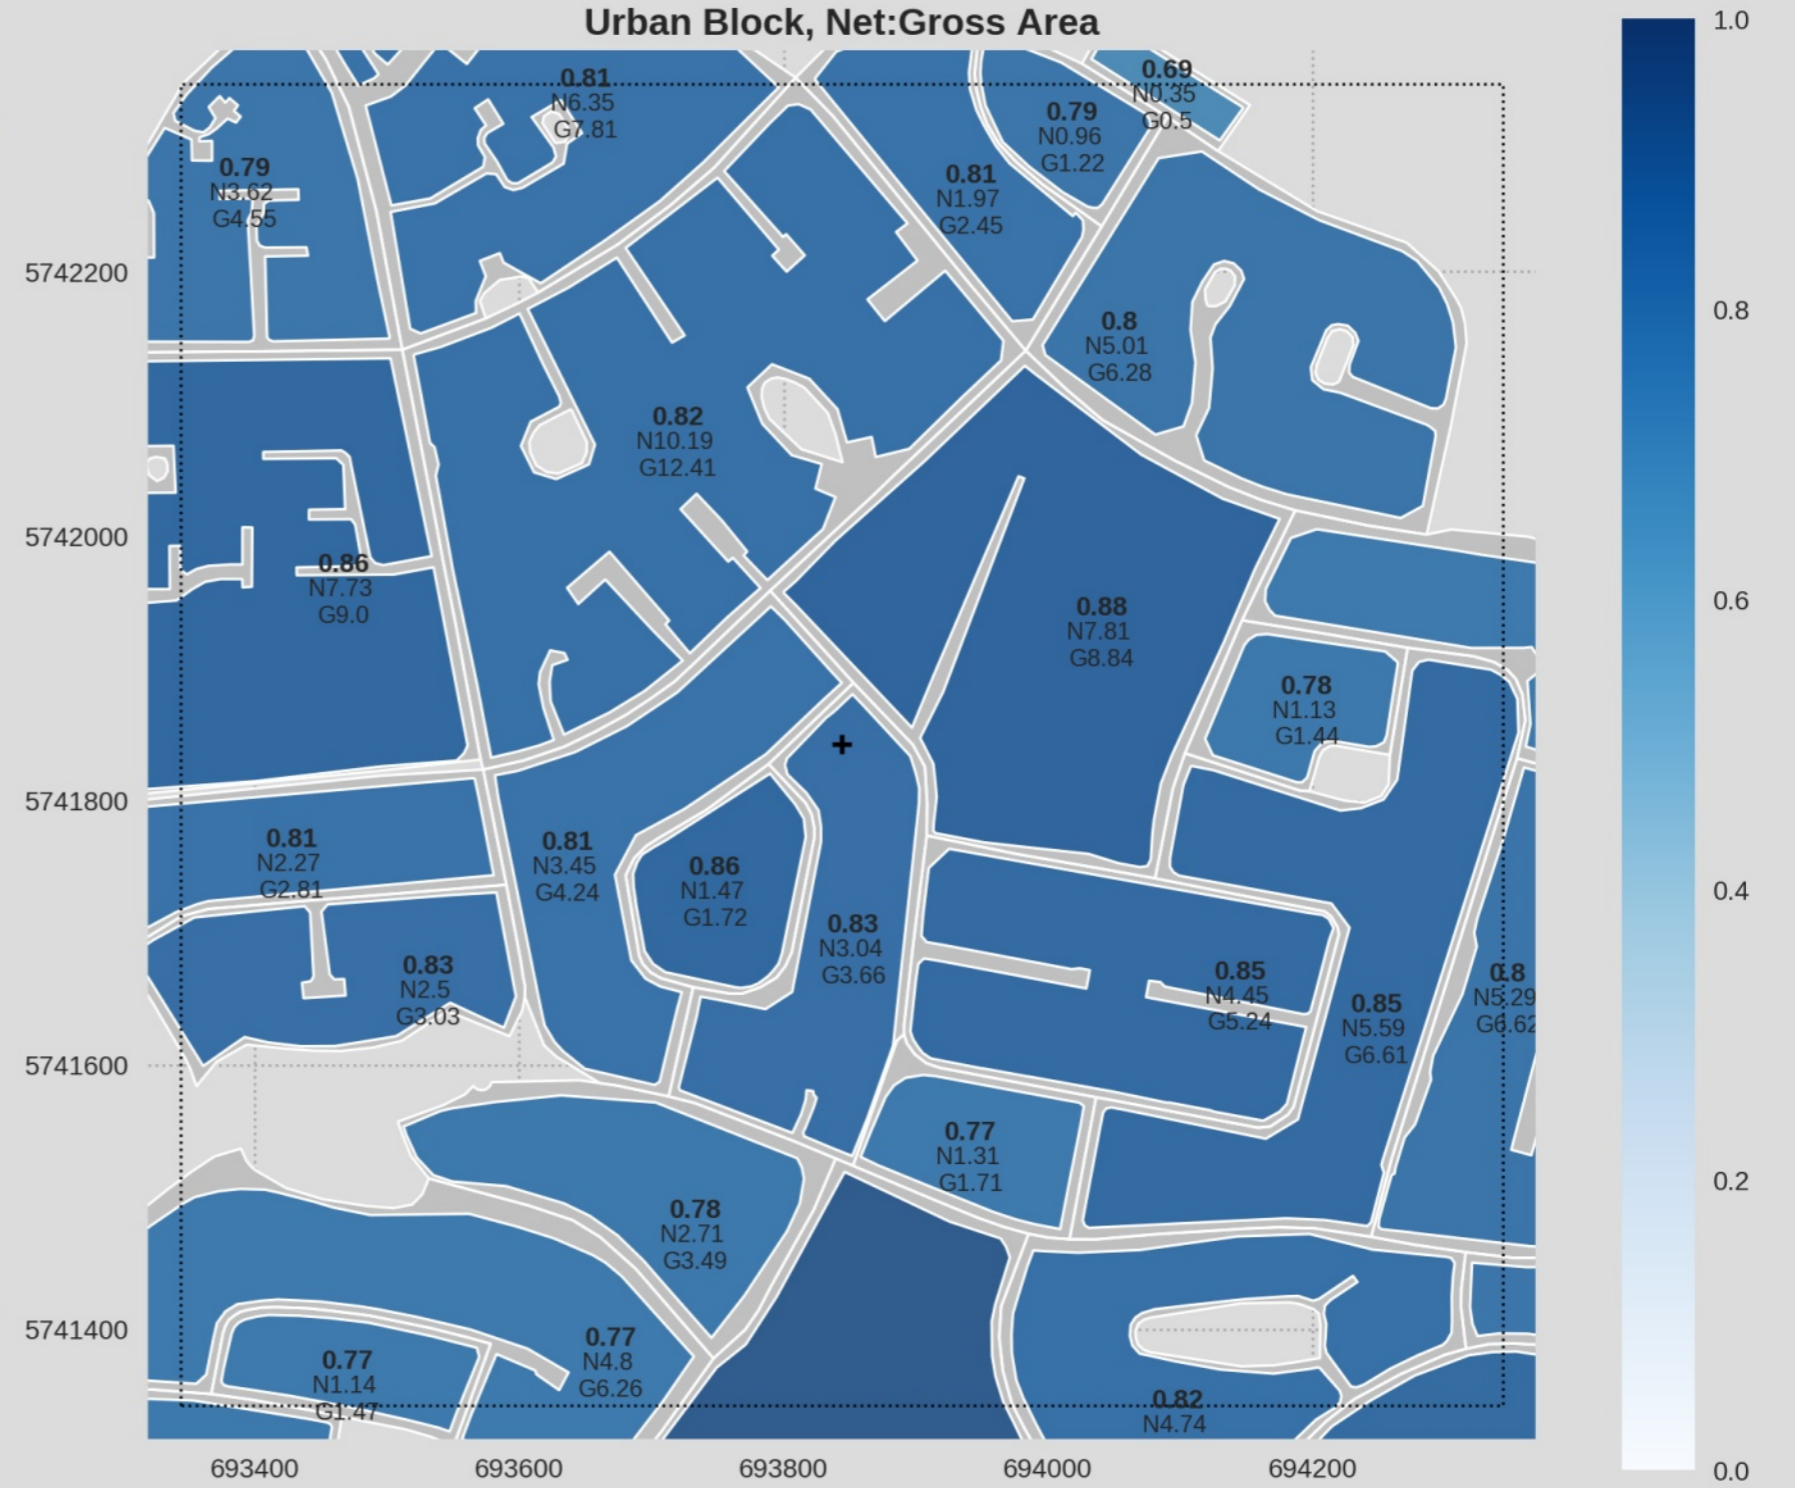 Urban Block, Net:Gross Area
1.0
0.8
0.6
0.4
0.2
0.0
5742200
5742000
5741800
5741600
5741400
693400
693600
693800
694000
694200
0.81
N6.35
G7.81
0.69
N0.35
G0.5
0.79
N0.96
G1.22
0.79
N3.62
G4.55
0.81
N1.97
G2.45
0.8
N5.01
G6.28
0.82
N10.19
G12.41
0.86
N7.73
G9.0
0.88
N7.81
G8.84
0.78
N1.13
G1.44
0.81
N2.27
G2.81
0.81
N3.45
G4.24
0.86
N1.47
G1.72
0.83
N3.04
G3.66
0.83
N2.5
G3.03
0.85
N4.45
G5.24
0.85
N5.59
G6.61
0.8
N5.29
G6.62
0.77
N1.31
G1.71
0.78
N2.71
G3.49
0.77
N4.8
G6.26
0.77
N1.14
G1.47
0.82
N4.74